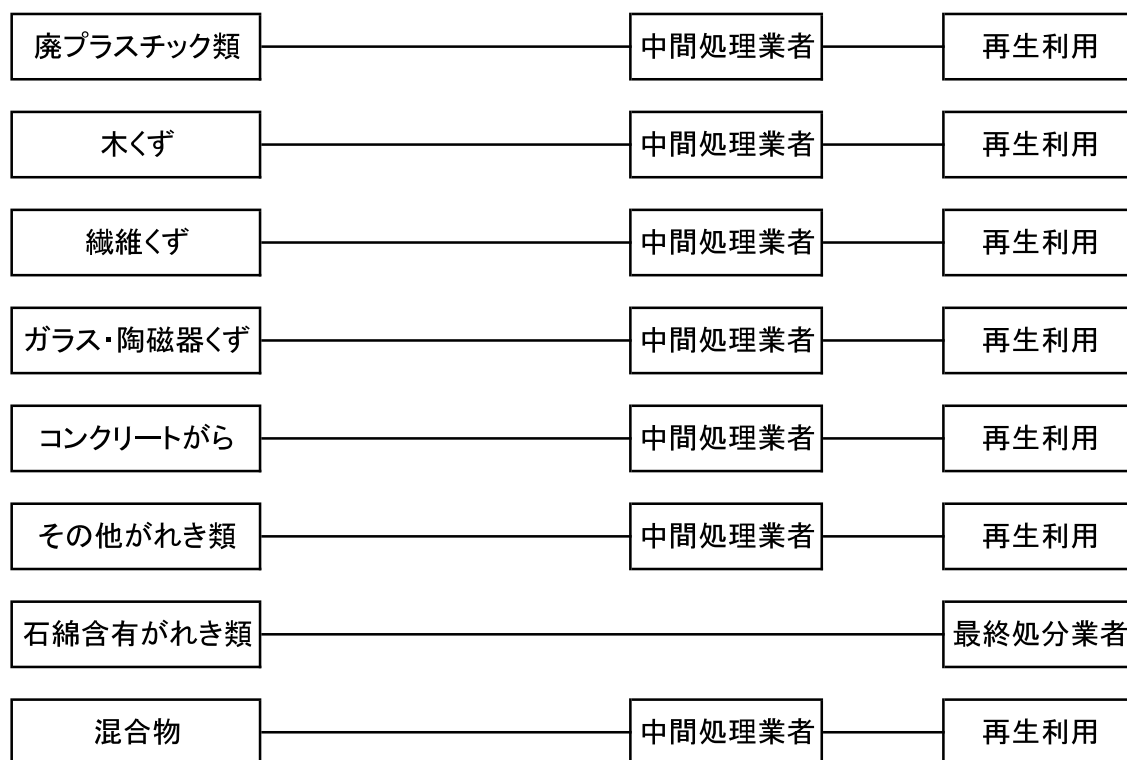 廃プラスチック類 中間処理業者 再生利用
木くず 中間処理業者 再生利用
繊維くず 中間処理業者 再生利用
ガラス・陶磁器くず 中間処理業者 再生利用
コンクリートがら 中間処理業者 再生利用
その他がれき類 中間処理業者 再生利用
石綿含有がれき類 最終処分業者
混合物 中間処理業者 再生利用